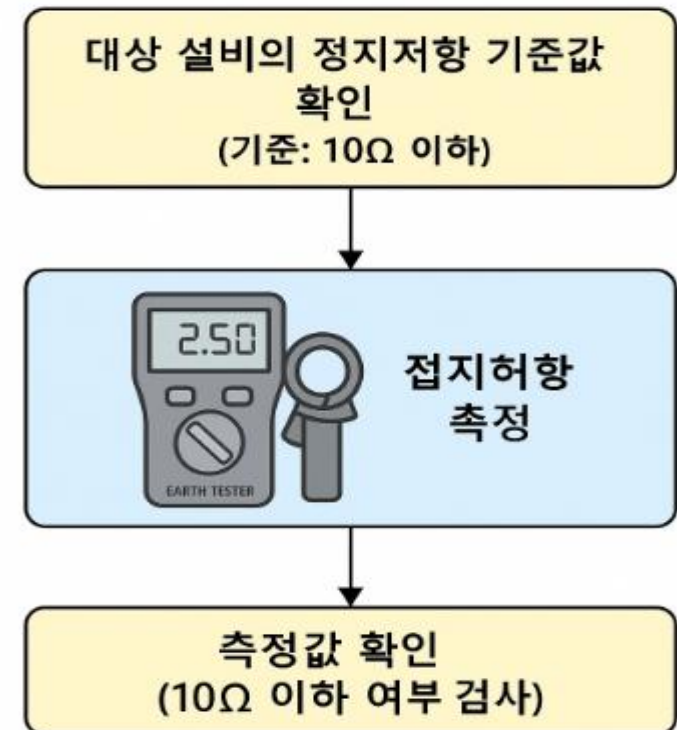 대상 설비의 정지저항 기준값
확인
(기준: 10Ω 이하)
2.50
EARTH TESTER
접지허항
측정
측정값 확인
(10Ω 이하 여부 검사)